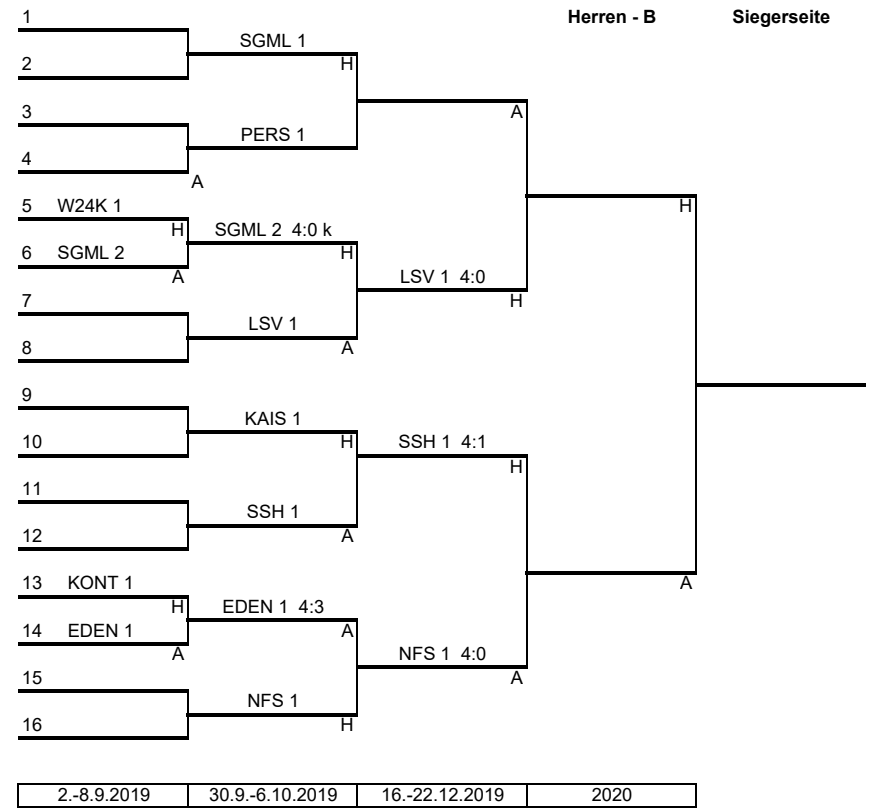 1 Herren - B Siegerseite
SGML 1
2 H
3 A
PERS 1
4
A
5 W24K 1 H
H SGML 2 4:0 k
6 SGML 2 H
A LSV 1 4:0
7 H
LSV 1
8 A
9
KAIS 1
10 H SSH 1 4:1
H
11
SSH 1
12 A
13 KONT 1 A
H EDEN 1 4:3
14 EDEN 1 A
A NFS 1 4:0
15 A
NFS 1
16 H
2.-8.9.2019 30.9.-6.10.2019 16.-22.12.2019 2020